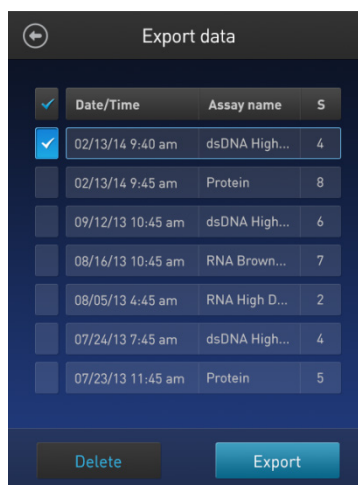 Export data
Date/Time Assay name S
02/13/14 9:40 am dsDNA High... 4
02/13/14 9:45 am Protein 8
09/12/13 10:45 am dsDNA High... 6
08/16/13 10:45 am RNA Brown... 7
08/05/13 4:45 am RNA High D... 2
07/24/13 7:45 am dsDNA High... 4
07/23/13 11:45 am Protein 5
Delete Export